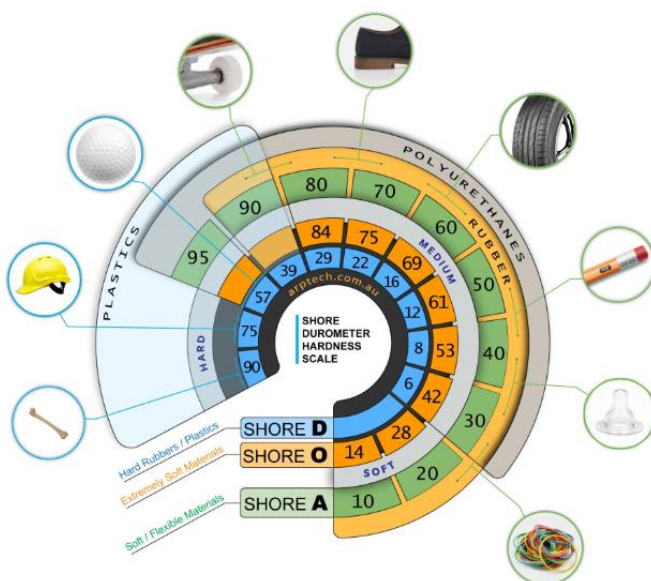 PLASTICS
POLYURETHANES
RUBBER
MEDIUM
HARD
SOFT
95
90
80
70
60
50
40
30
20
10
84
75
69
61
53
42
28
14
90
75
57
39
29
22
16
12
8
6
arptech.com.au
SHORE
DUROMETER
HARDNESS
SCALE
SHORE D
SHORE O
SHORE A
Hard Rubbers / Plastics
Extremely Soft Materials
Soft / Flexible Materials